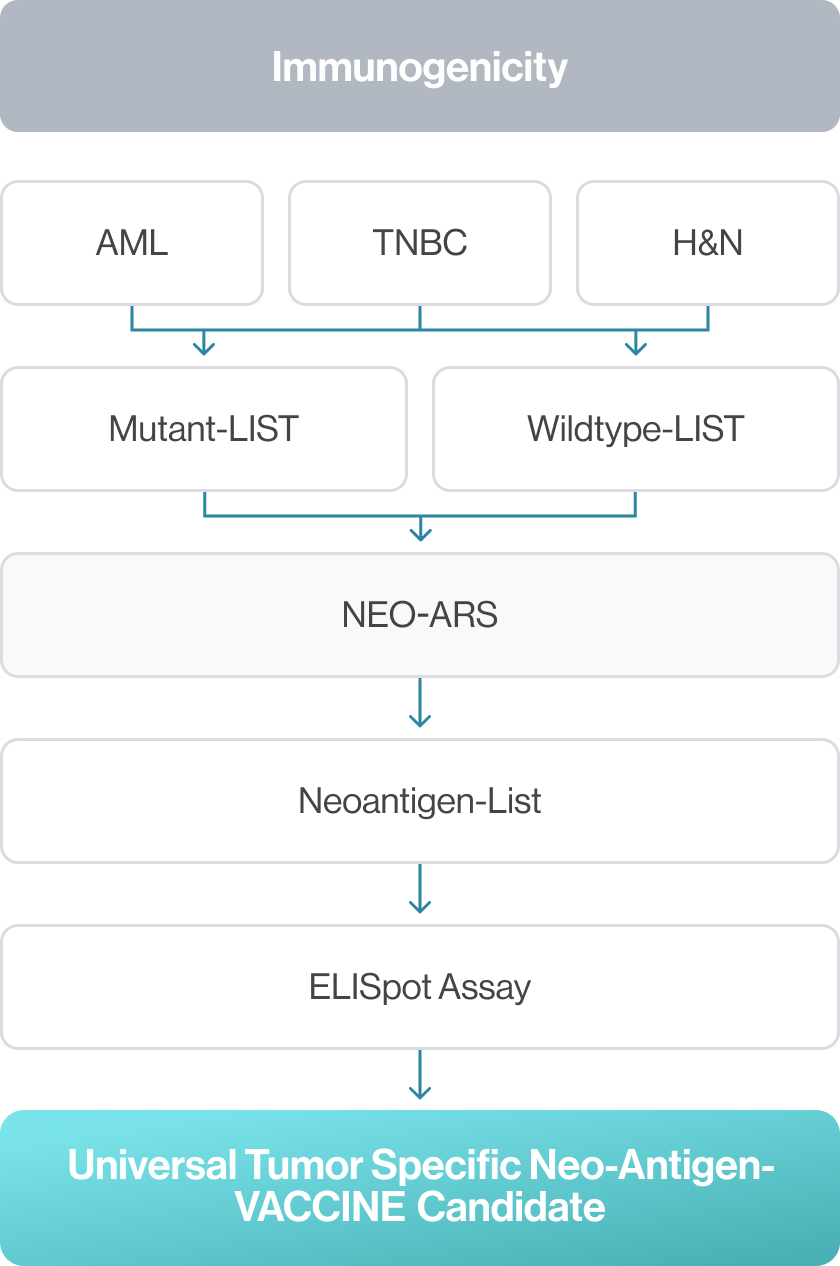 Immunogenicity
AML
TNBC
H&N
Mutant-LIST
Wildtype-LIST
NEO-ARS
Neoantigen-List
ELISpot Assay
Universal Tumor Specific Neo-Antigen-
VACCINE Candidate